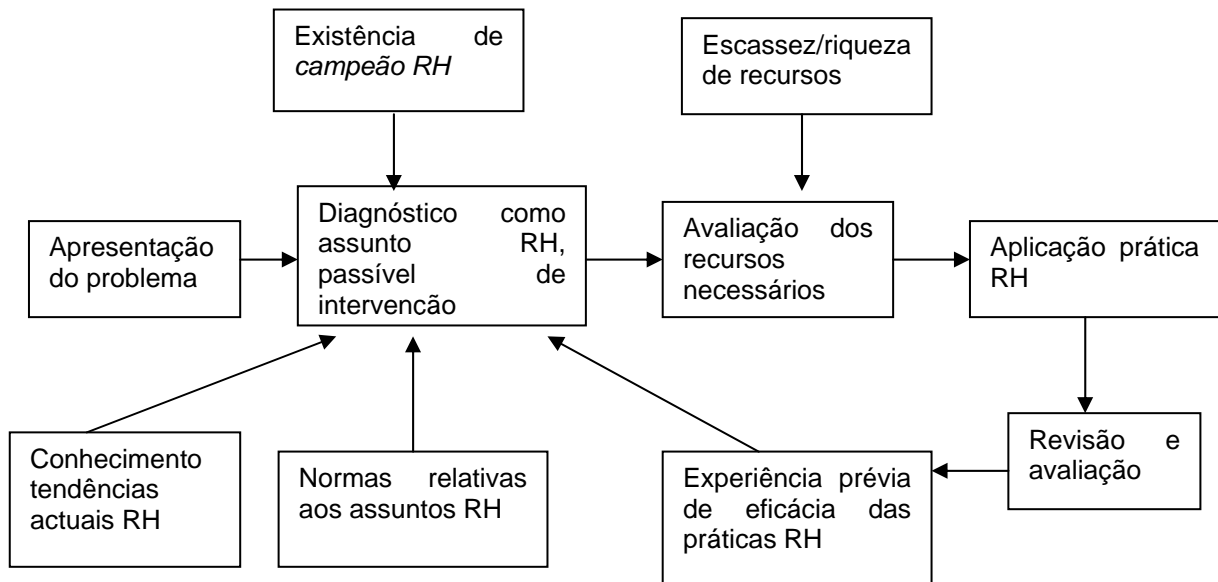 Existência de
campeão RH
Escassez/riqueza
de recursos
Apresentação
do problema
Diagnóstico como
assunto RH,
passível de
intervencão
Avaliação dos
recursos
necessários
Aplicação prática
RH
Revisão e
avaliação
Conhecimento
tendências
actuais RH
Normas relativas
aos assuntos RH
Experiência prévia
de eficácia das
práticas RH